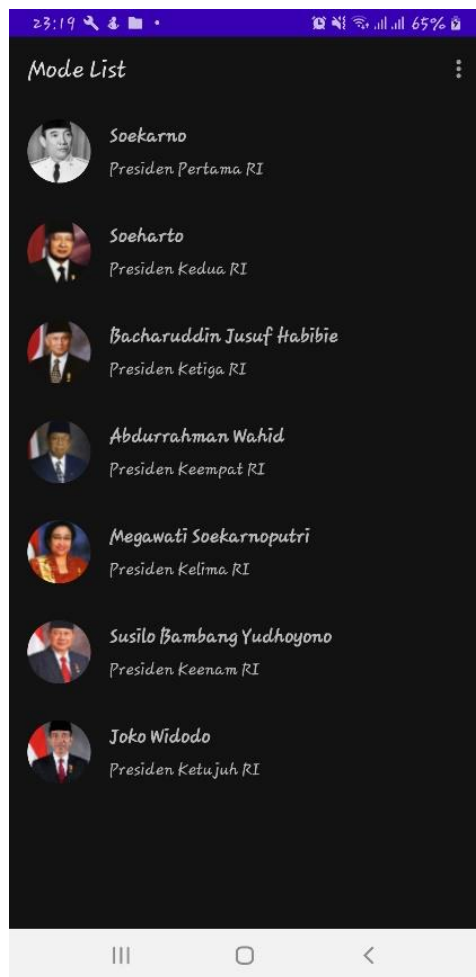 23:19 65%
Mode List
Soekarno
Presiden Pertama RI
Soeharto
Presiden Kedua RI
Bacharuddin Jusuf Habibie
Presiden Ketiga RI
Abdurrahman Wahid
Presiden Keempat RI
Megawati Soekarnoputri
Presiden Kelima RI
Susilo Bambang Yudhoyono
Presiden Keenam RI
Joko Widodo
Presiden Ketujuh RI